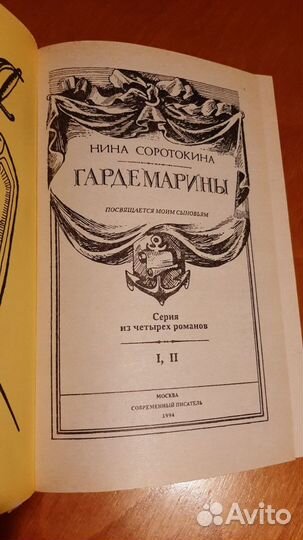 НИНА СОРОТОКИНА
ГАРДЕМАРИНЫ
ПОСВЯЩАЕТСЯ МОИМ СЫНОВЬЯМ
Серия
из четырех романов
I, II
МОСКВА
СОВРЕМЕННЫЙ ПИСАТЕЛЬ
1994
Avito